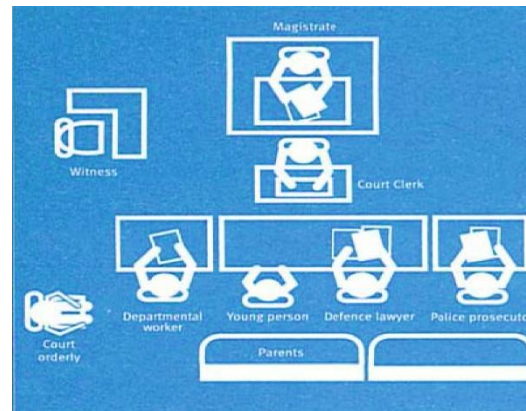 Magistrate
Witness
Court Clerk
Departmental
worker
Young person
Defence lawyer
Police prosecuto
Court
orderly
Parents